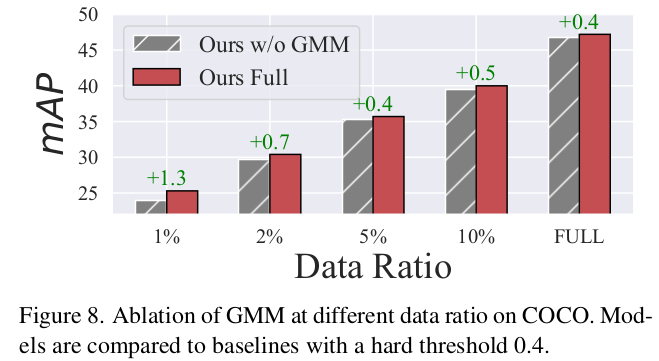 50
45
40
35
30
25
mAP
Ours w/o GMM
Ours Full
+1.3
+0.7
+0.4
+0.5
+0.4
1%
2%
5%
10%
FULL
Data Ratio
Figure 8. Ablation of GMM at different data ratio on COCO. Mod-
els are compared to baselines with a hard threshold 0.4.